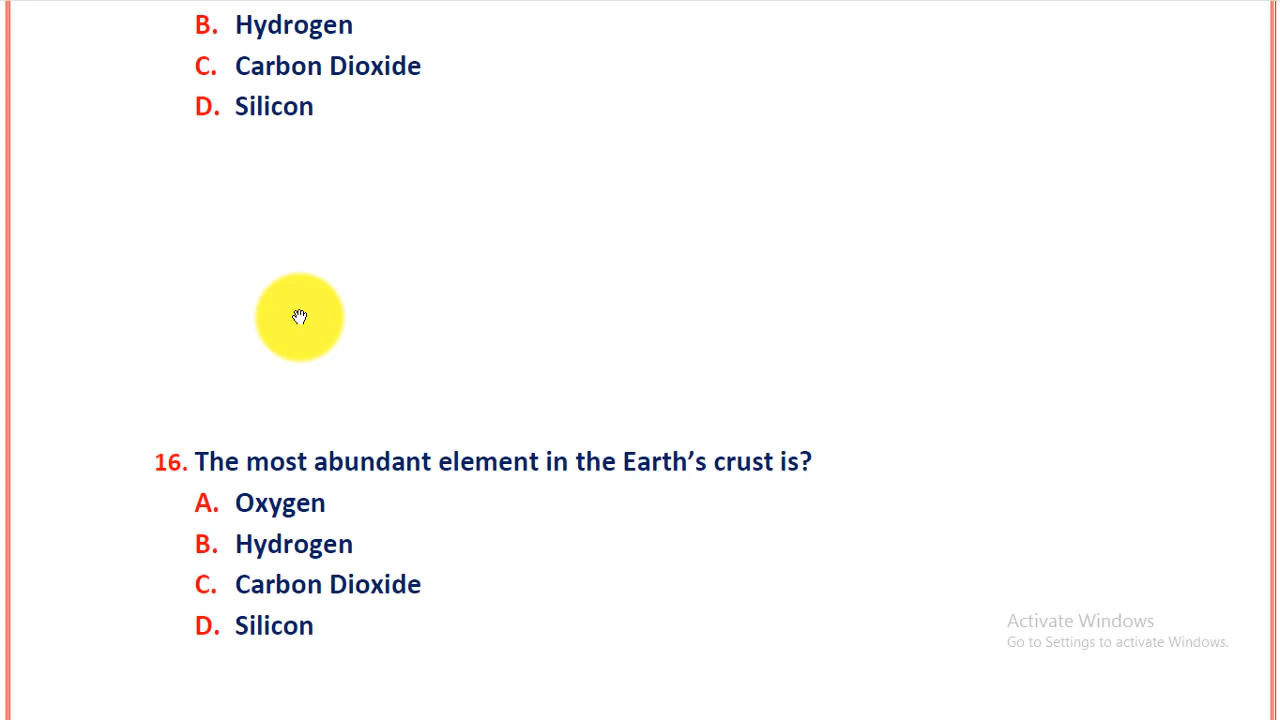 B. Hydrogen
C. Carbon Dioxide
D. Silicon
16. The most abundant element in the Earth’s crust is?
A. Oxygen
B. Hydrogen
C. Carbon Dioxide
D. Silicon
Activate Windows
Go to Settings to activate Windows.